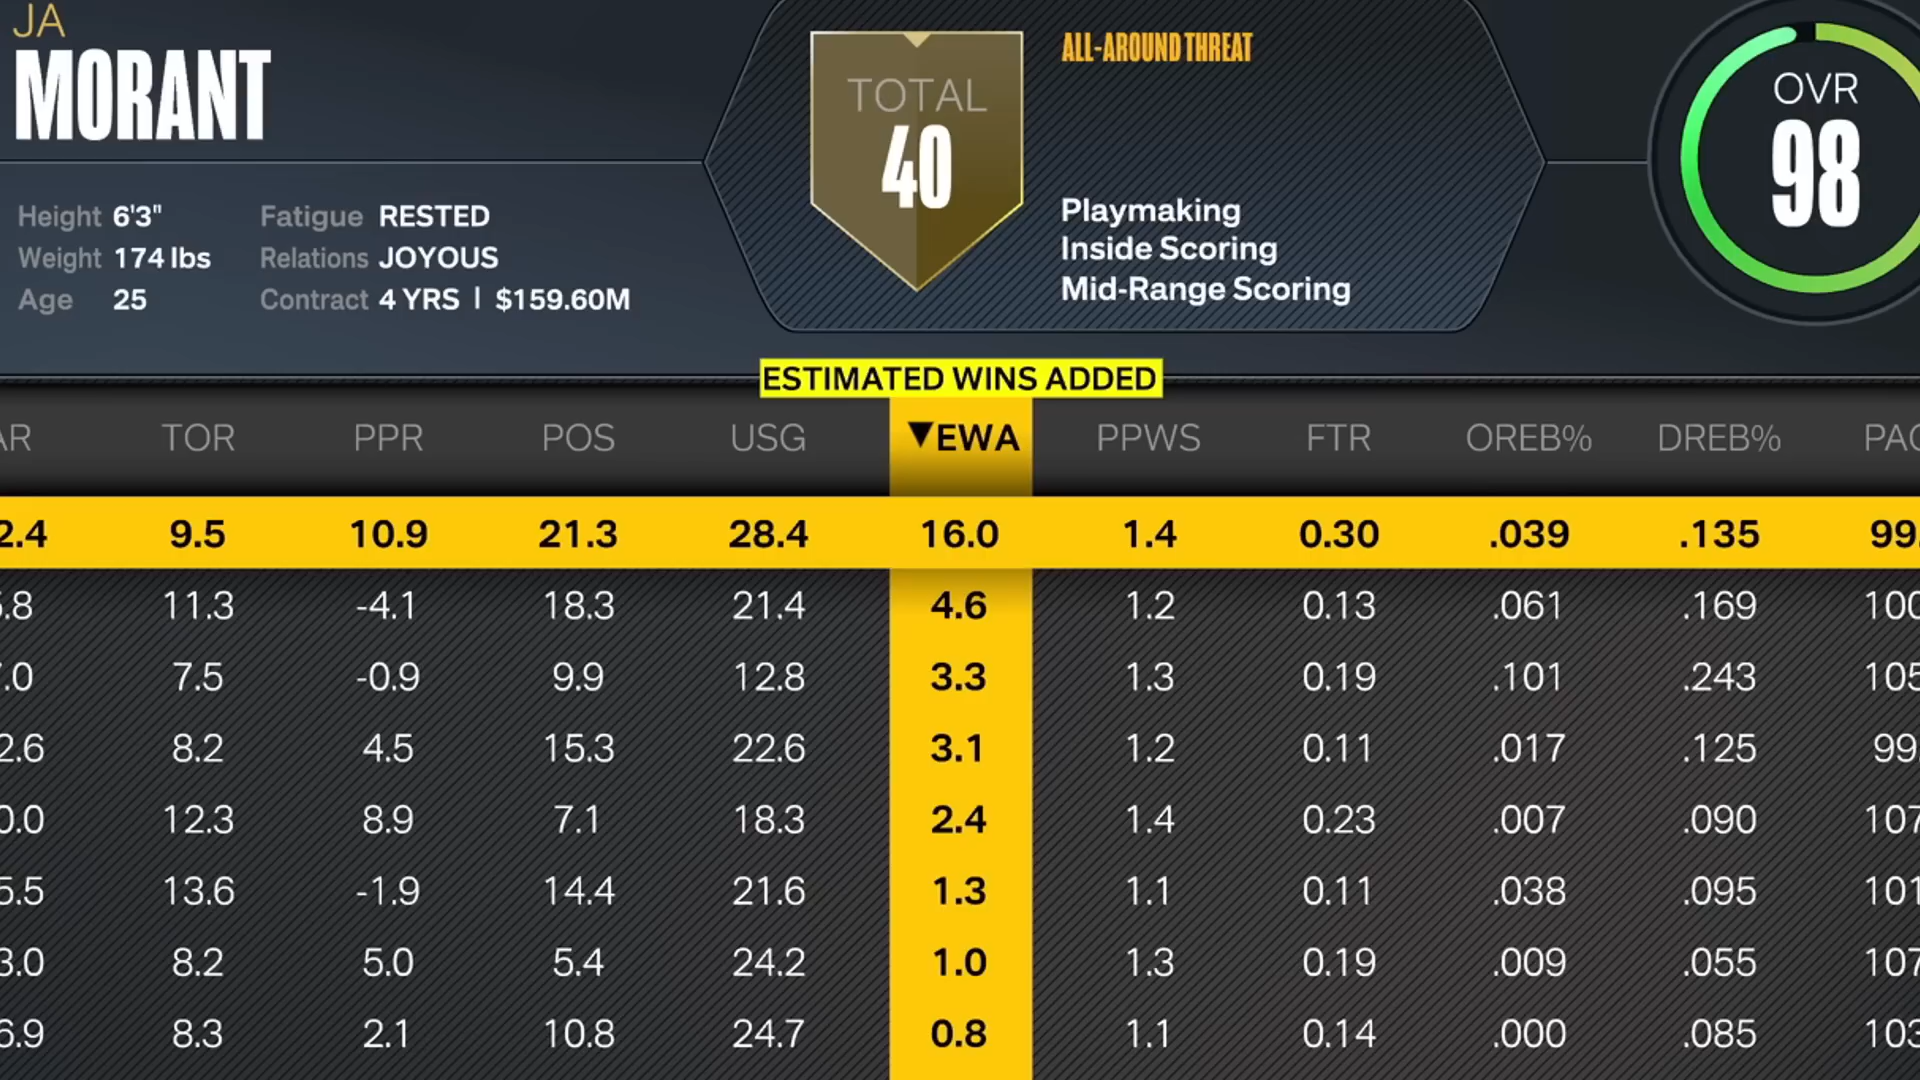 JA
MORANT
Height 6'3"
Weight 174 lbs
Age 25
Fatigue RESTED
Relations JOYOUS
Contract 4 YRS | $159.60M
TOTAL
40
ALL-AROUND THREAT
Playmaking
Inside Scoring
Mid-Range Scoring
OVR
98
ESTIMATED WINS ADDED
TOR PPR POS USG ▼EWA PPWS FTR OREB% DREB%
9.5 10.9 21.3 28.4 16.0 1.4 0.30 .039 .135
11.3 -4.1 18.3 21.4 4.6 1.2 0.13 .061 .169
7.5 -0.9 9.9 12.8 3.3 1.3 0.19 .101 .243
8.2 4.5 15.3 22.6 3.1 1.2 0.11 .017 .125
12.3 8.9 7.1 18.3 2.4 1.4 0.23 .007 .090
13.6 -1.9 14.4 21.6 1.3 1.1 0.11 .038 .095
8.2 5.0 5.4 24.2 1.0 1.3 0.19 .009 .055
8.3 2.1 10.8 24.7 0.8 1.1 0.14 .000 .085